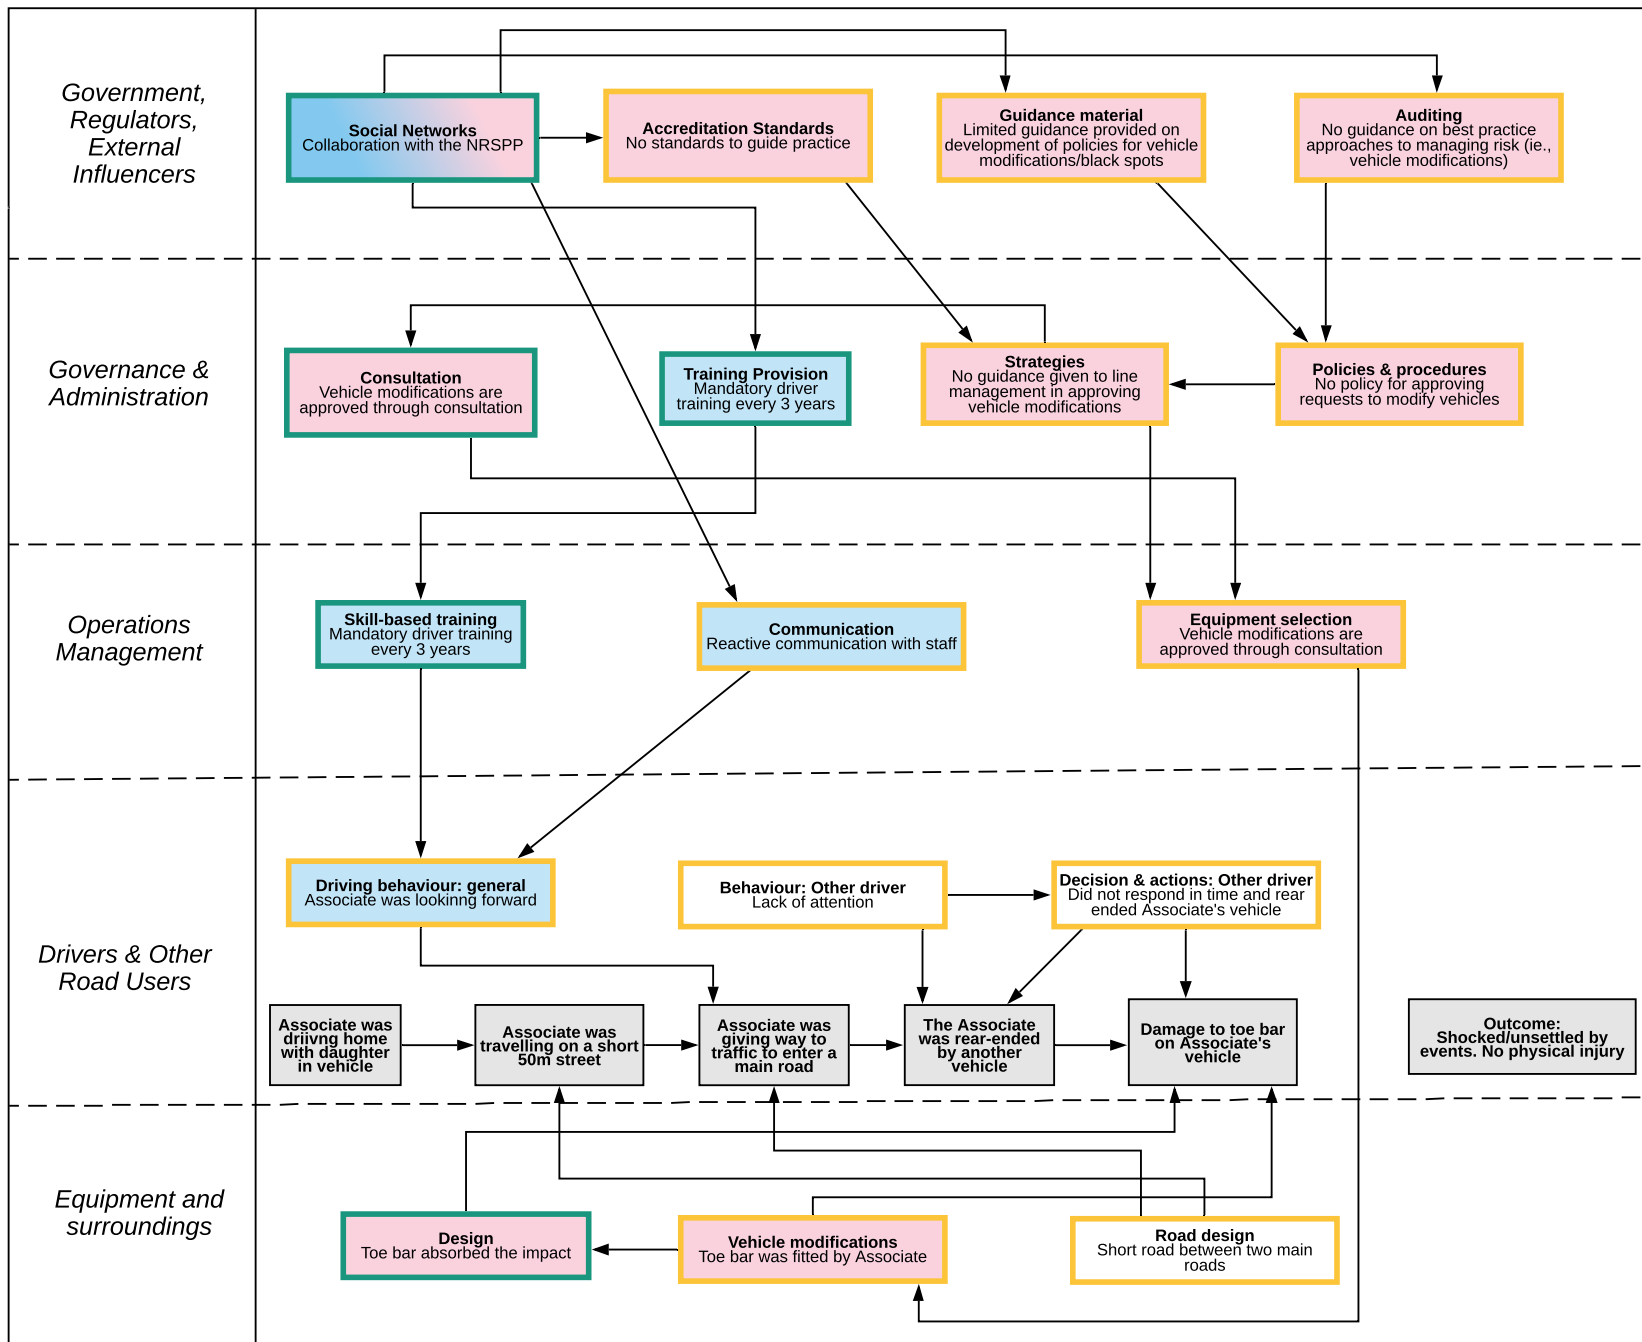 Government,
Regulators,
External
Influencers
Social Networks
Collaboration with the NRSPP
Accreditation Standards
No standards to guide practice
Guidance material
Limited guidance provided on
development of policies for vehicle
modifications/black spots
Auditing
No guidance on best practice
approaches to managing risk (ie.,
vehicle modifications)
Governance &
Administration
Consultation
Vehicle modifications are
approved through consultation
Training Provision
Mandatory driver
training every 3 years
Strategies
No guidance given to line
management in approving
vehicle modifications
Policies & procedures
No policy for approving
requests to modify vehicles
Operations
Management
Skill-based training
Mandatory driver training
every 3 years
Communication
Reactive communication with staff
Equipment selection
Vehicle modifications are
approved through consultation
Drivers & Other
Road Users
Driving behaviour: general
Associate was lookinng forward
Behaviour: Other driver
Lack of attention
Decision & actions: Other driver
Did not respond in time and rear
ended Associate's vehicle
Associate was
driivng home
with daughter
in vehicle
Associate was
travelling on a short
50m street
Associate was
giving way to
traffic to enter a
main road
The Associate
was rear-ended
by another
vehicle
Damage to toe bar
on Associate's
vehicle
Outcome:
Shocked/unsettled by
events. No physical injury
Equipment and
surroundings
Design
Toe bar absorbed the impact
Vehicle modifications
Toe bar was fitted by Associate
Road design
Short road between two main
roads